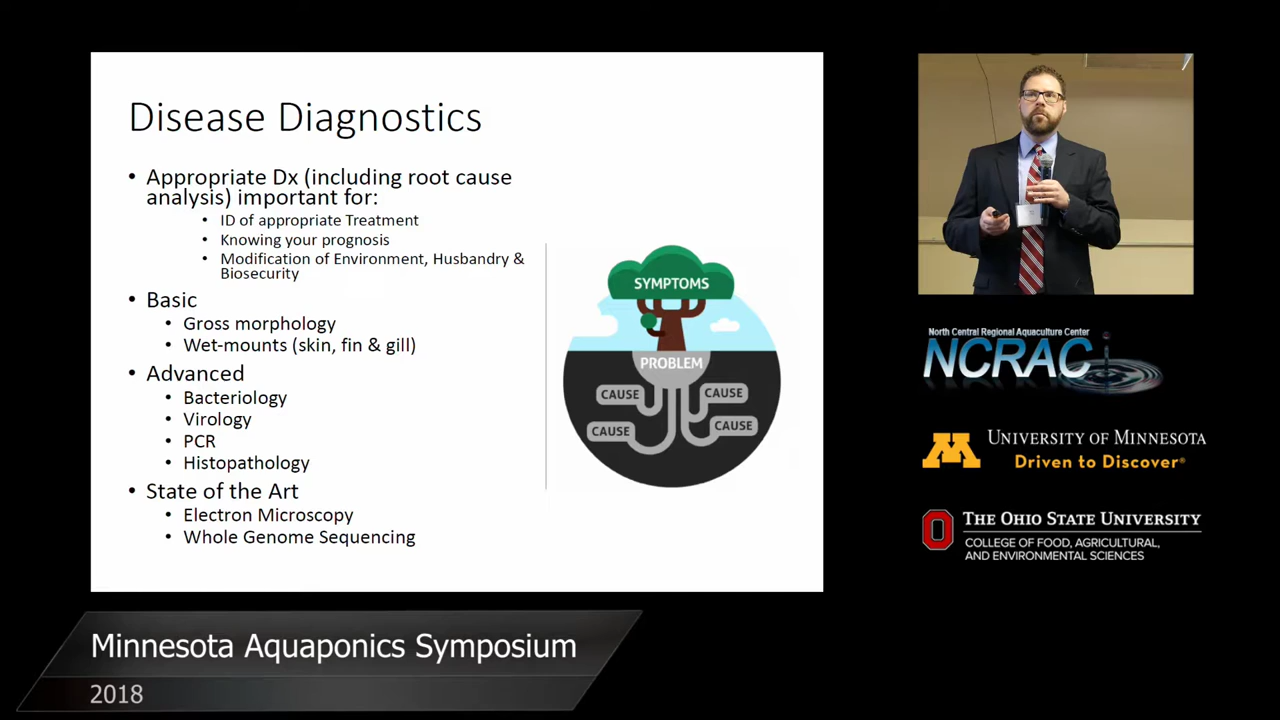 Disease Diagnostics
• Appropriate Dx (including root cause
analysis) important for:
• ID of appropriate Treatment
• Knowing your prognosis
• Modification of Environment, Husbandry &
Biosecurity
• Basic
• Gross morphology
• Wet-mounts (skin, fin & gill)
• Advanced
• Bacteriology
• Virology
• PCR
• Histopathology
• State of the Art
• Electron Microscopy
• Whole Genome Sequencing
SYMPTOMS
PROBLEM
CAUSE
CAUSE
CAUSE
CAUSE
North Central Regional Aquaculture Center
NCRAC
M
UNIVERSITY OF MINNESOTA
Driven to Discover®
O
THE OHIO STATE UNIVERSITY
COLLEGE OF FOOD, AGRICULTURAL,
AND ENVIRONMENTAL SCIENCES
Minnesota Aquaponics Symposium
2018